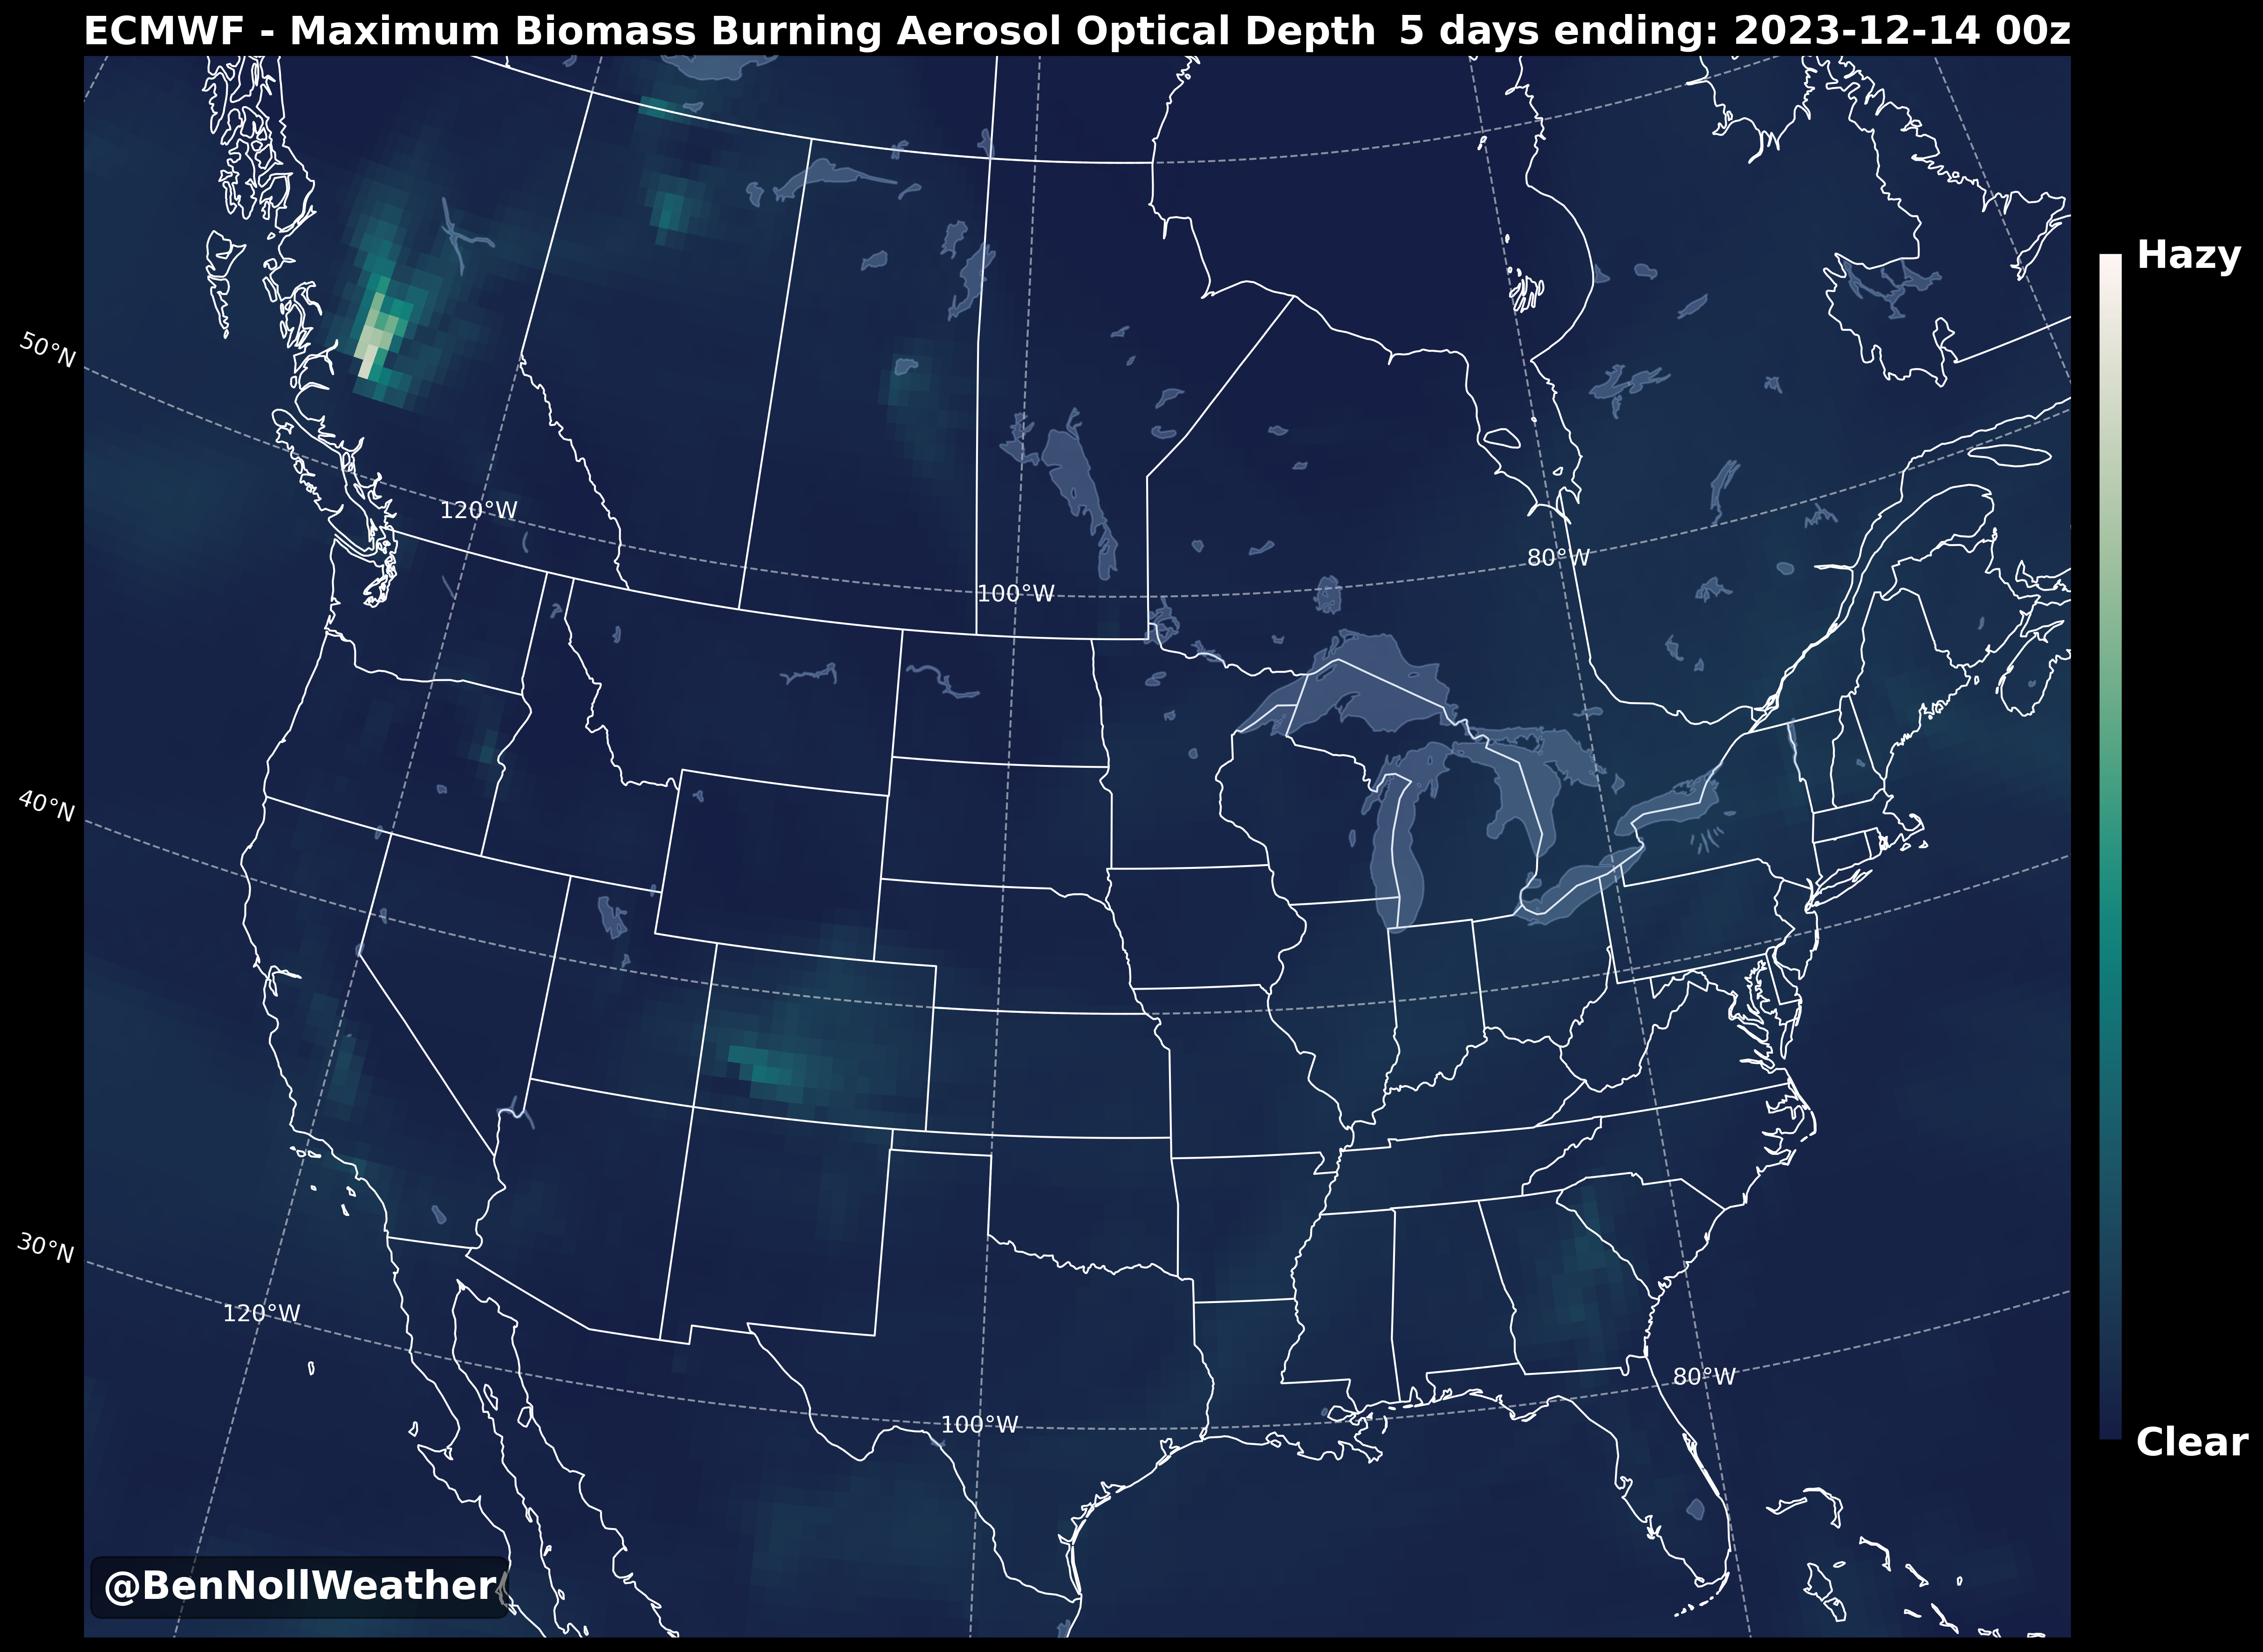 ECMWF - Maximum Biomass Burning Aerosol Optical Depth 5 days ending: 2023-12-14 00z
Hazy
50°N
120°W
80°W
100°W
40°N
30°N
120°W
80°W
100°W
Clear
@BenNollWeather